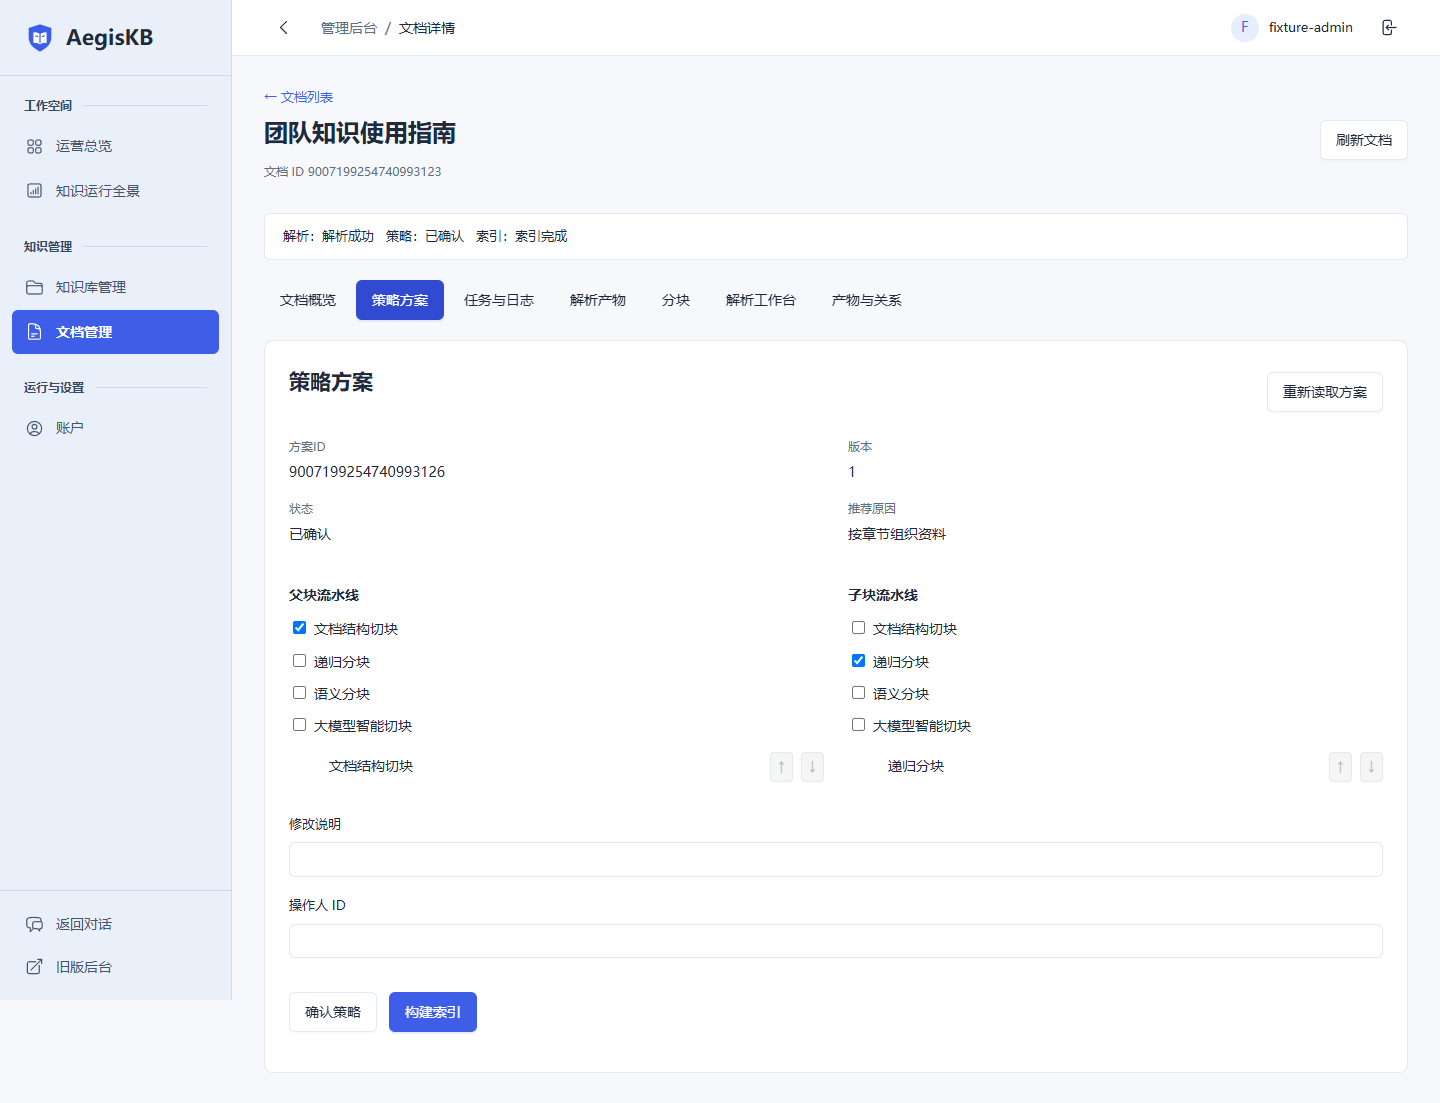 AegisKB
管理后台 / 文档详情
F fixture-admin
工作空间
运营总览
知识运行全景
知识管理
知识库管理
文档管理
运行与设置
账户
返回对话
旧版后台
← 文档列表
团队知识使用指南
文档 ID 9007199254740993123
刷新文档
解析：解析成功 策略：已确认 索引：索引完成
文档概览 策略方案 任务与日志 解析产物 分块 解析工作台 产物与关系
策略方案
重新读取方案
方案ID
9007199254740993126
版本
1
状态
已确认
推荐原因
按章节组织资料
父块流水线
文档结构切块
递归分块
语义分块
大模型智能切块
文档结构切块 ↑ ↓
子块流水线
文档结构切块
递归分块
语义分块
大模型智能切块
递归分块 ↑ ↓
修改说明
操作人 ID
确认策略 构建索引